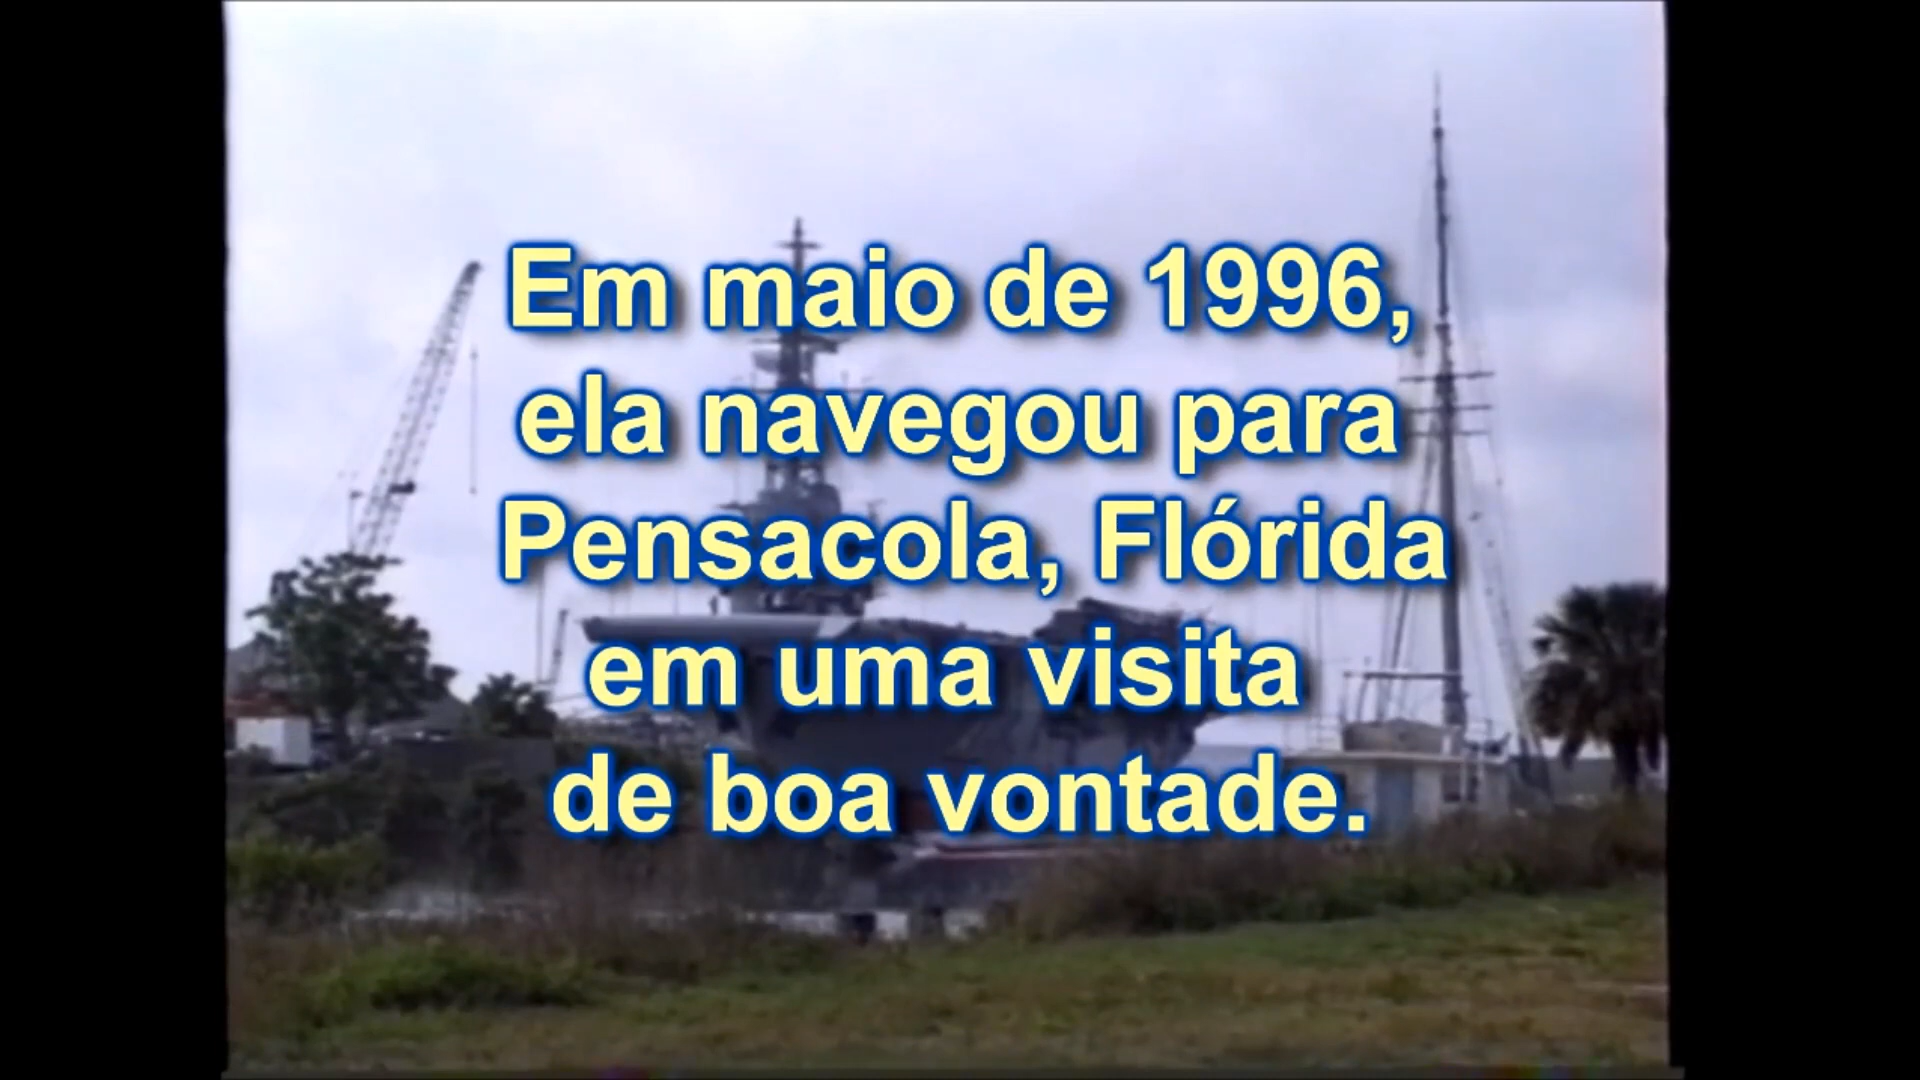 Em maio de 1996,
ela navegou para
Pensacola, Flórida
em uma visita
de boa vontade.